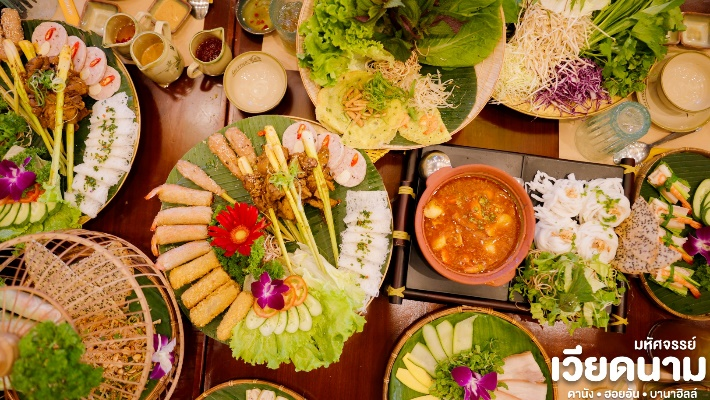 มหัศจรรย์
เวียดนาม
ดานัง • ฮอยอัน • บานาฮิลล์